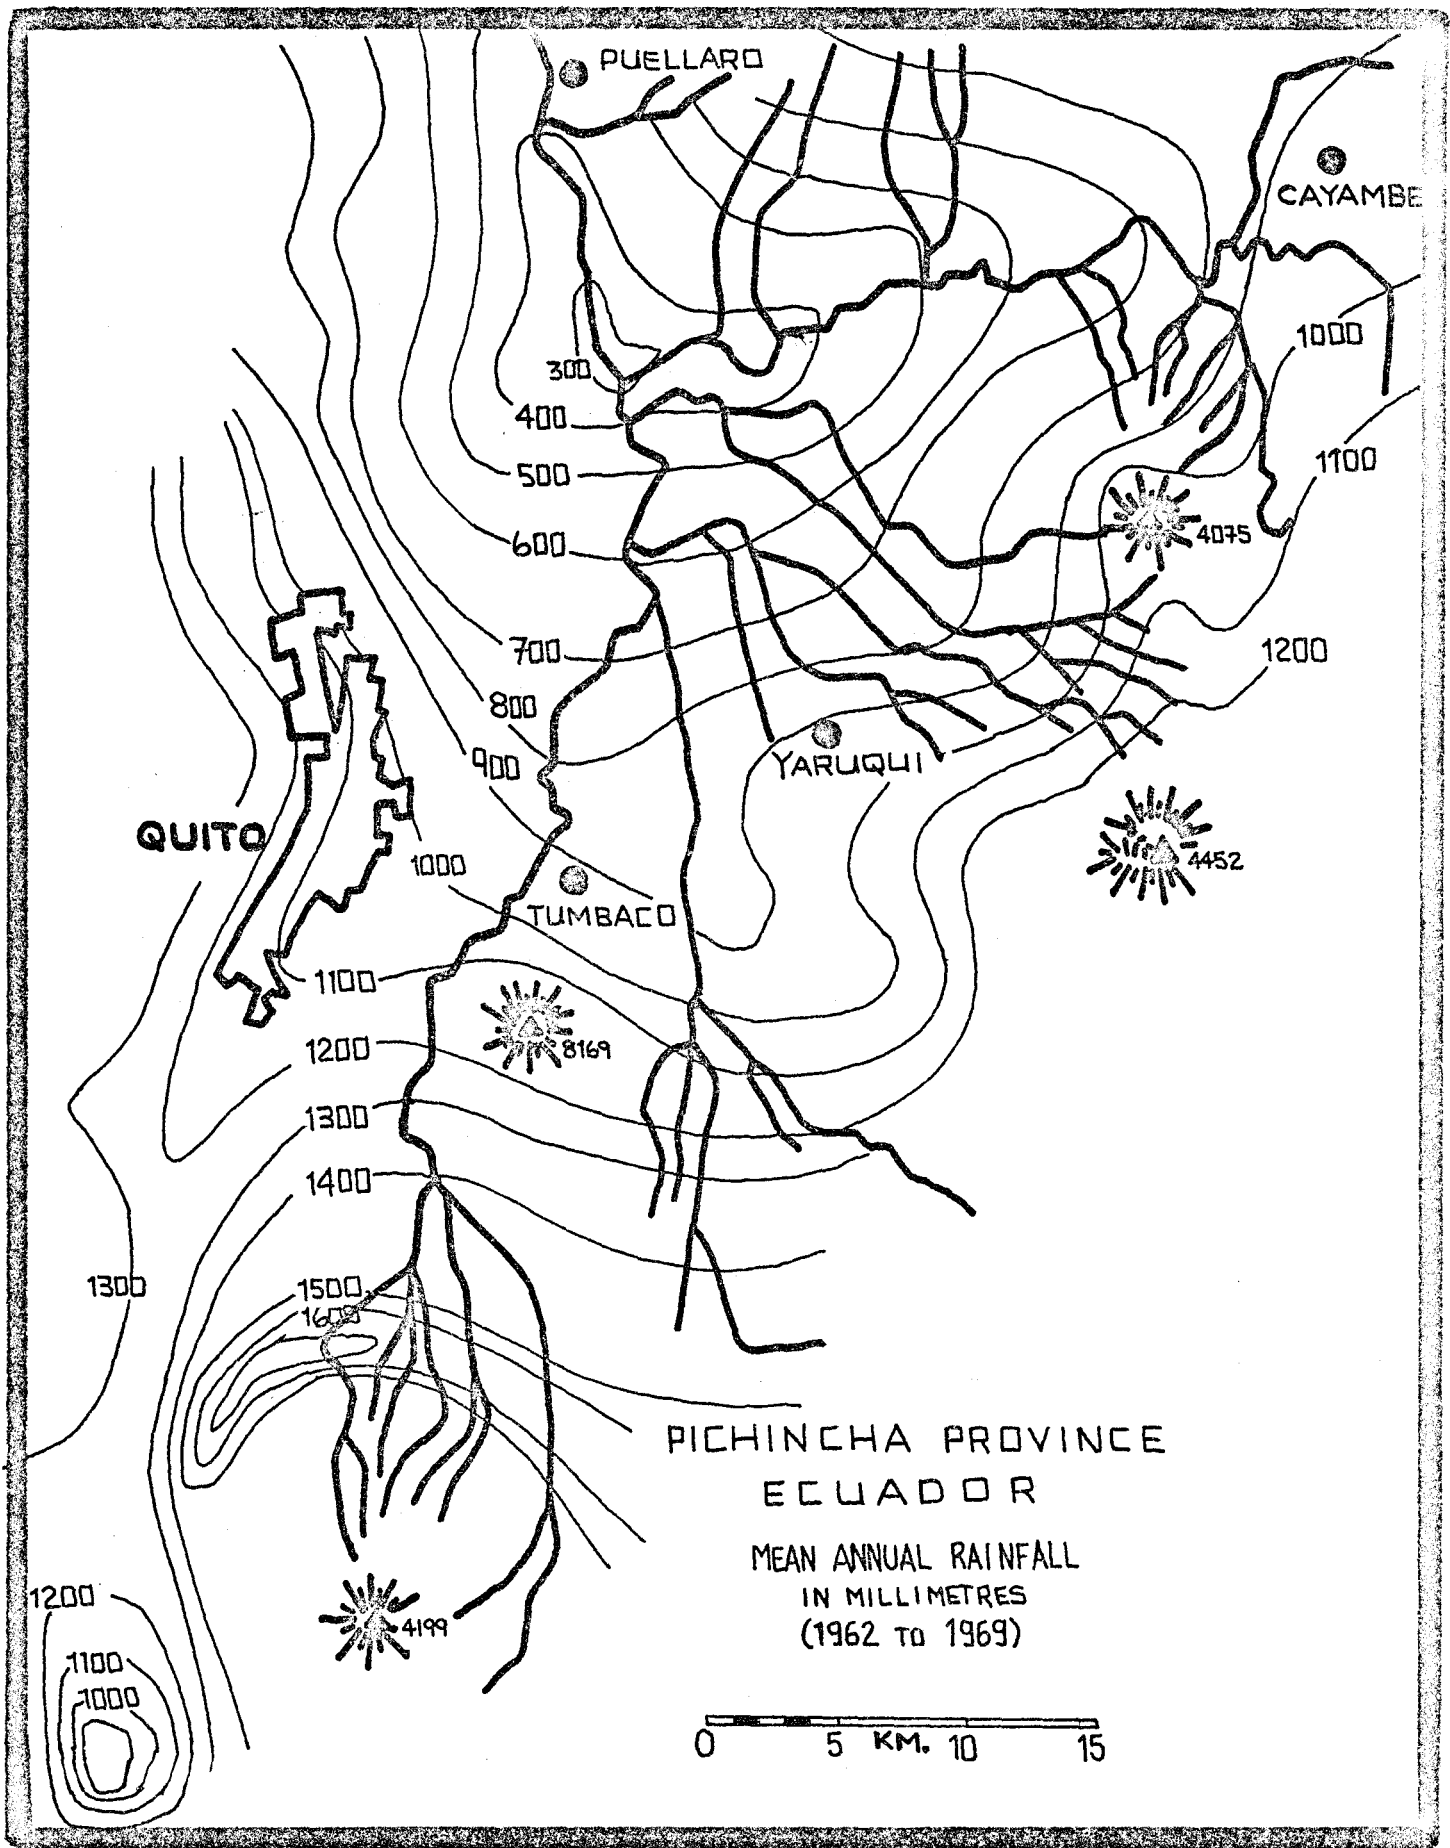 PUELLARO
CAYAMBE
1000
300
400
1100
500
4075
600
700
1200
800
YARUQUI
900
QUITO
1000
4452
TUMBACO
1100
8169
1200
1300
1400
1300
1500
1600
PICHINCHA PROVINCE
ECUADOR
MEAN ANNUAL RAINFALL
IN MILLIMETRES
(1962 TO 1969)
1200
4199
1100
1000
0 5 KM. 10 15